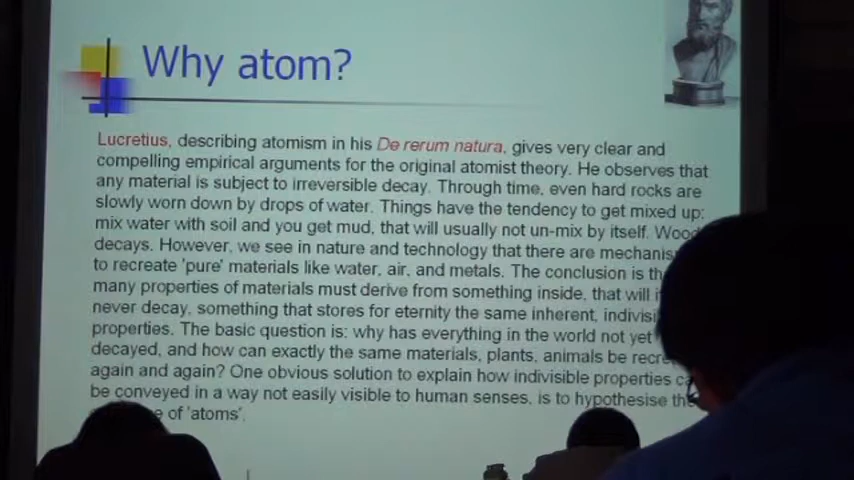 Why atom?
Lucretius, describing atomism in his De rerum natura, gives very clear and
compelling empirical arguments for the original atomist theory. He observes that
any material is subject to irreversible decay. Through time, even hard rocks are
slowly worn down by drops of water. Things have the tendency to get mixed up:
mix water with soil and you get mud, that will usually not un-mix by itself. Wood
decays. However, we see in nature and technology that there are
to recreate 'pure' materials like water, air, and metals. The conclusion is
many properties of materials must derive from something inside, that will
never decay, something that stores for eternity the same inherent,
properties. The basic question is: why has everything in the world not yet
decayed, and how can exactly the same materials, plants, animals be
again and again? One obvious solution to explain how indivisible properties
be conveyed in a way not easily visible to human senses, is to hypothesise
of 'atoms'.